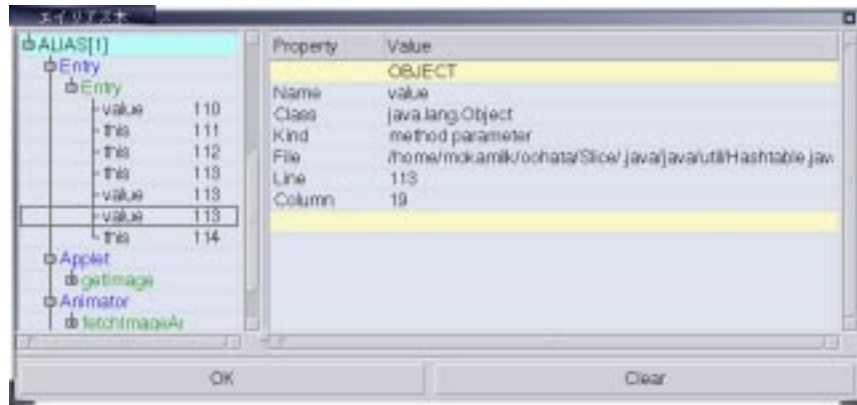 エイリアス木
ALIAS[1]
Entry
Entry
value 110
this 111
this 112
this 113
value 113
value 113
this 114
Applet
getImage
Animator
fetchImageAr
Property Value
OBJECT
Name value
Class java.lang.Object
Kind method parameter
File /home/mokamilk/oohata/Slice/.java/java/util/Hashtable.jav
Line 113
Column 19
OK Clear